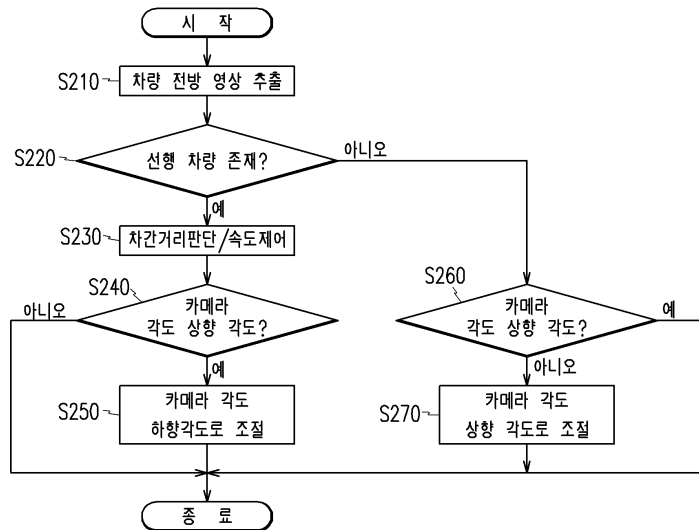 시 작
S210
차량 전방 영상 추출
S220
선행 차량 존재?
아니오
예
S230
차간거리판단/속도제어
S240
아니오
카메라
각도 상향 각도?
S260
카메라
각도 상향 각도?
예
예
S250
카메라 각도
하향각도로 조절
아니오
S270
카메라 각도
상향 각도로 조절
종 료